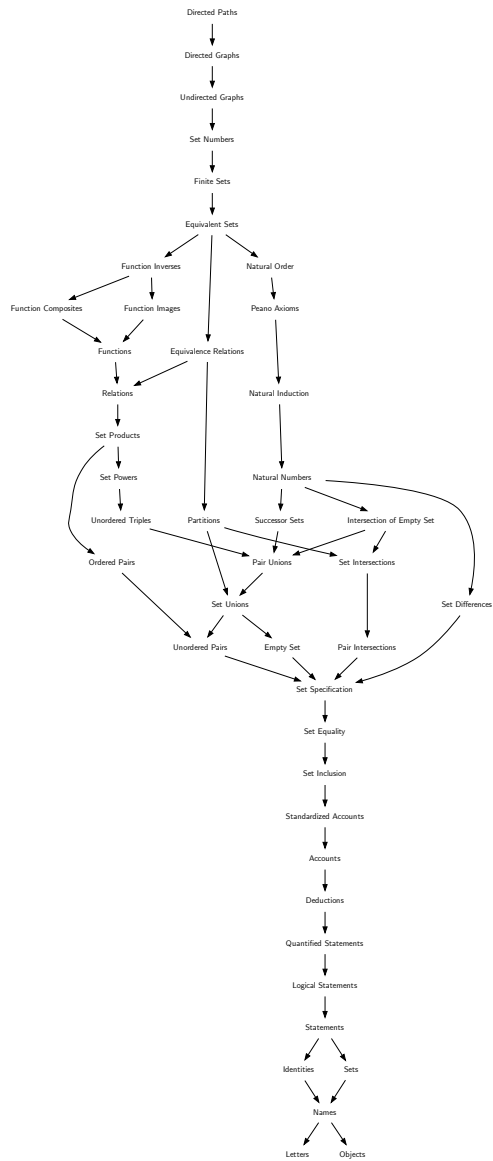 Directed Paths
Directed Graphs
Undirected Graphs
Set Numbers
Finite Sets
Equivalent Sets
Function Inverses
Natural Order
Function Composites
Function Images
Peano Axioms
Functions
Equivalence Relations
Relations
Natural Induction
Set Products
Set Powers
Natural Numbers
Unordered Triples
Partitions
Successor Sets
Intersection of Empty Set
Ordered Pairs
Pair Unions
Set Intersections
Set Unions
Set Differences
Unordered Pairs
Empty Set
Pair Intersections
Set Specification
Set Equality
Set Inclusion
Standardized Accounts
Accounts
Deductions
Quantified Statements
Logical Statements
Statements
Identities
Sets
Names
Letters
Objects